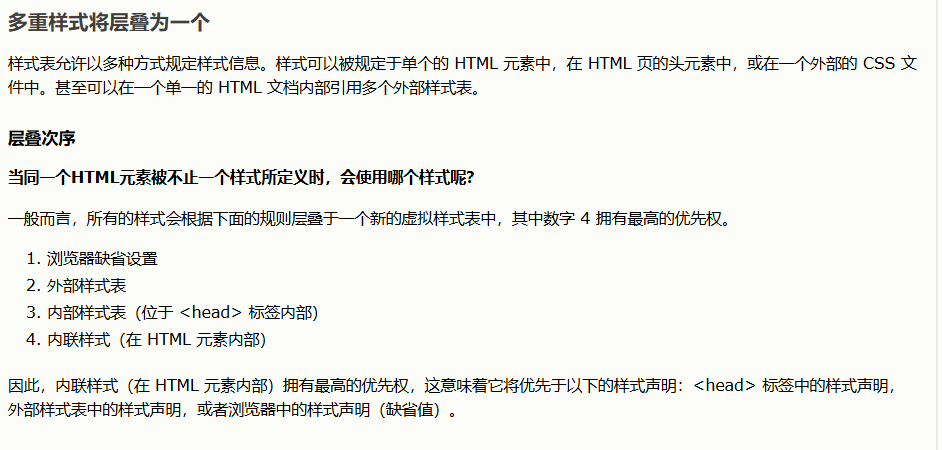 多重样式将层叠为一个
样式表允许以多种方式规定样式信息。样式可以被规定于单个的 HTML 元素中，在 HTML 页的头元素中，或在一个外部的 CSS 文
件中。甚至可以在一个单一的 HTML 文档内部引用多个外部样式表。
层叠次序
当同一个HTML元素被不止一个样式所定义时，会使用哪个样式呢？
一般而言，所有的样式会根据下面的规则层叠于一个新的虚拟样式表中，其中数字 4 拥有最高的优先权。
1. 浏览器缺省设置
2. 外部样式表
3. 内部样式表（位于 <head> 标签内部）
4. 内联样式（在 HTML 元素内部）
因此，内联样式（在 HTML 元素内部）拥有最高的优先权，这意味着它将优先于以下的样式声明：<head> 标签中的样式声明，
外部样式表中的样式声明，或者浏览器中的样式声明（缺省值）。